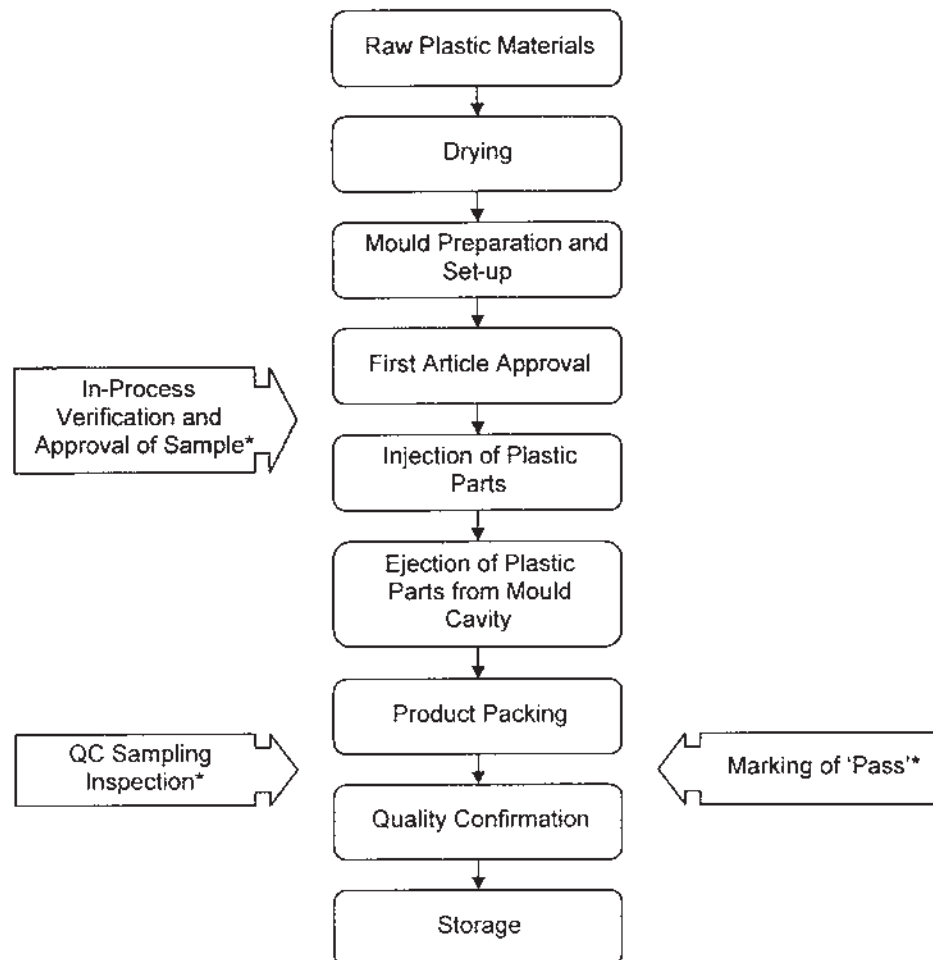 Raw Plastic Materials
Drying
Mould Preparation and
Set-up
First Article Approval
In-Process
Verification and
Approval of Sample*
Injection of Plastic
Parts
Ejection of Plastic
Parts from Mould
Cavity
Product Packing
QC Sampling
Inspection*
Marking of ‘Pass’*
Quality Confirmation
Storage